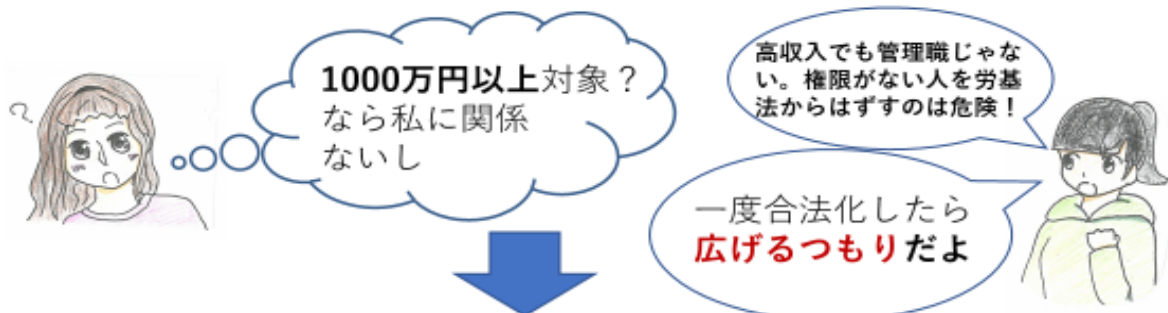 1000万円以上対象?
なら私に関係
ないし
高収入でも管理職じゃな
い。権限がない人を労基
法からはずすのは危険!
一度合法化したら
広げるつもりだよ